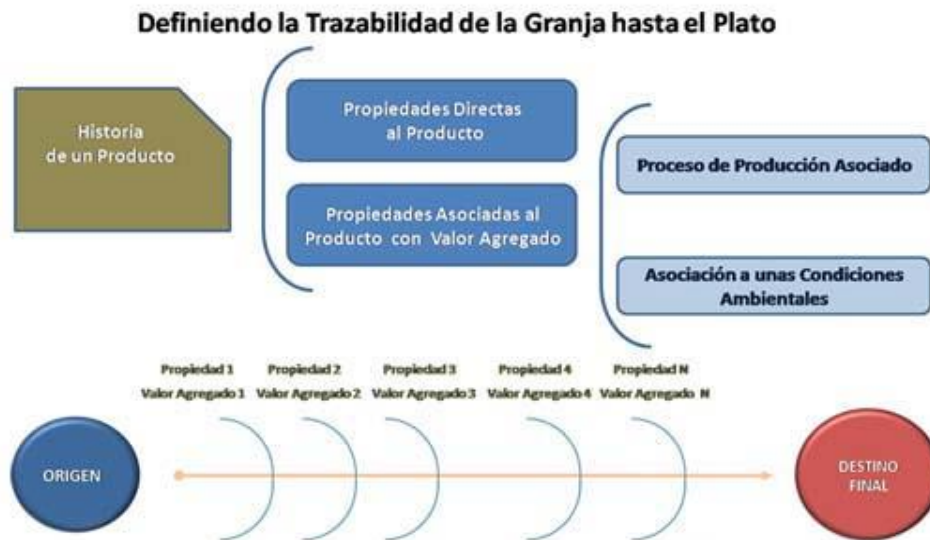 Definiendo la Trazabilidad de la Granja hasta el Plato
Historia
de un Producto
Propiedades Directas
al Producto
Propiedades Asociadas al
Producto con Valor Agregado
Proceso de Producción Asociado
Asociación a unas Condiciones
Ambientales
Propiedad 1
Valor Agregado 1
Propiedad 2
Valor Agregado 2
Propiedad 3
Valor Agregado 3
Propiedad 4
Valor Agregado 4
Propiedad N
Valor Agregado N
ORIGEN
DESTINO
FINAL